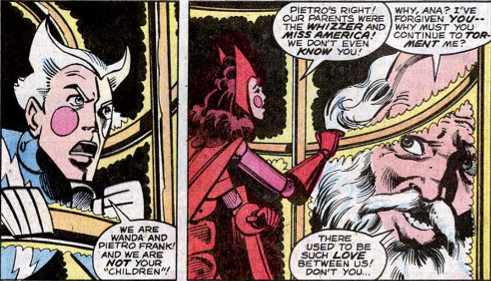 WE ARE
WANDA AND
PIETRO FRANK!
AND WE ARE
NOT YOUR
"CHILDREN"!
PIETRO'S RIGHT!
OUR PARENTS WERE
THE WHIZZER AND
MISS AMERICA!
WE DON'T EVEN
KNOW YOU!
WHY, ANA? I'VE
FORGIVEN YOU--
WHY MUST YOU
CONTINUE TO TOR-
MENT ME?
THERE
USED TO BE
SUCH LOVE
BETWEEN US!
DON'T YOU...